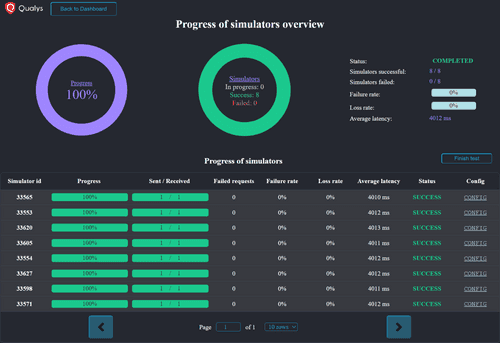 Qualys
Back to Dashboard
Progress of simulators overview
Progress
100%
Simulators
In progress: 0
Success: 8
Failed: 0
Status: COMPLETED
Simulators successful: 8 / 8
Simulators failed: 0 / 8
Failure rate: 0%
Loss rate: 0%
Average latency: 4012 ms
Progress of simulators
Finish test
Simulator id Progress Sent / Received Failed requests Failure rate Loss rate Average latency Status Config
33565 100% 1 / 1 0 0% 0% 4010 ms SUCCESS CONFIG
33553 100% 1 / 1 0 0% 0% 4012 ms SUCCESS CONFIG
33620 100% 1 / 1 0 0% 0% 4013 ms SUCCESS CONFIG
33605 100% 1 / 1 0 0% 0% 4011 ms SUCCESS CONFIG
33554 100% 1 / 1 0 0% 0% 4012 ms SUCCESS CONFIG
33627 100% 1 / 1 0 0% 0% 4012 ms SUCCESS CONFIG
33598 100% 1 / 1 0 0% 0% 4011 ms SUCCESS CONFIG
33571 100% 1 / 1 0 0% 0% 4012 ms SUCCESS CONFIG
Page 1 of 1 10 rows